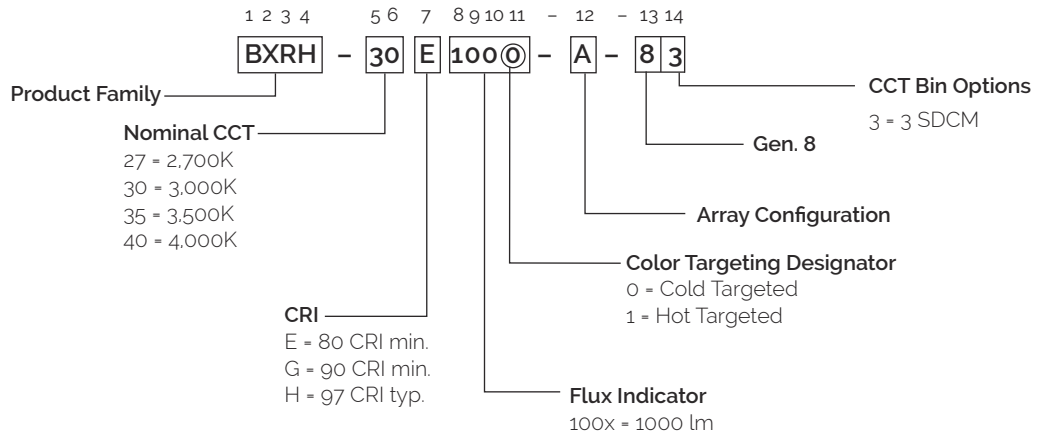 1 2 3 4 5 6 7 8 9 10 11 – 12 – 13 14
BXRH – 30 E 1000 – A – 8 3
Product Family
CCT Bin Options
3 = 3 SDCM
Nominal CCT
27 = 2,700K
30 = 3,000K
35 = 3,500K
40 = 4,000K
Gen. 8
Array Configuration
Color Targeting Designator
0 = Cold Targeted
1 = Hot Targeted
CRI
E = 80 CRI min.
G = 90 CRI min.
H = 97 CRI typ.
Flux Indicator
100x = 1000 lm